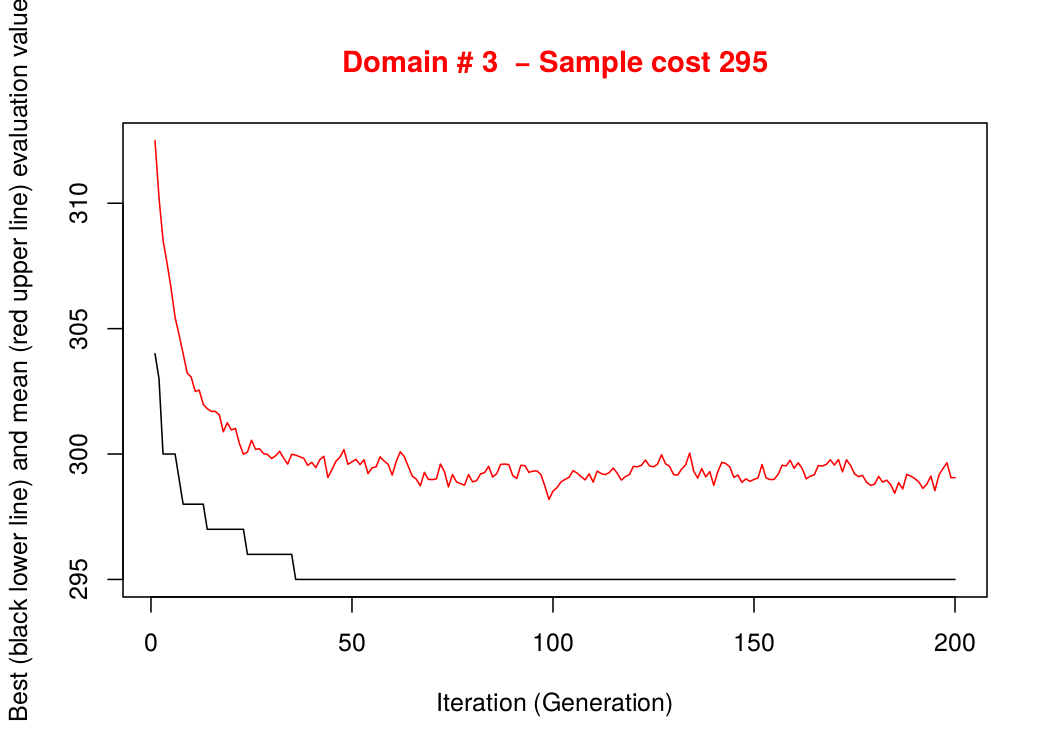 Domain # 3 – Sample cost 295
Best (black lower line) and mean (red upper line) evaluation value
310
305
300
295
0 50 100 150 200
Iteration (Generation)